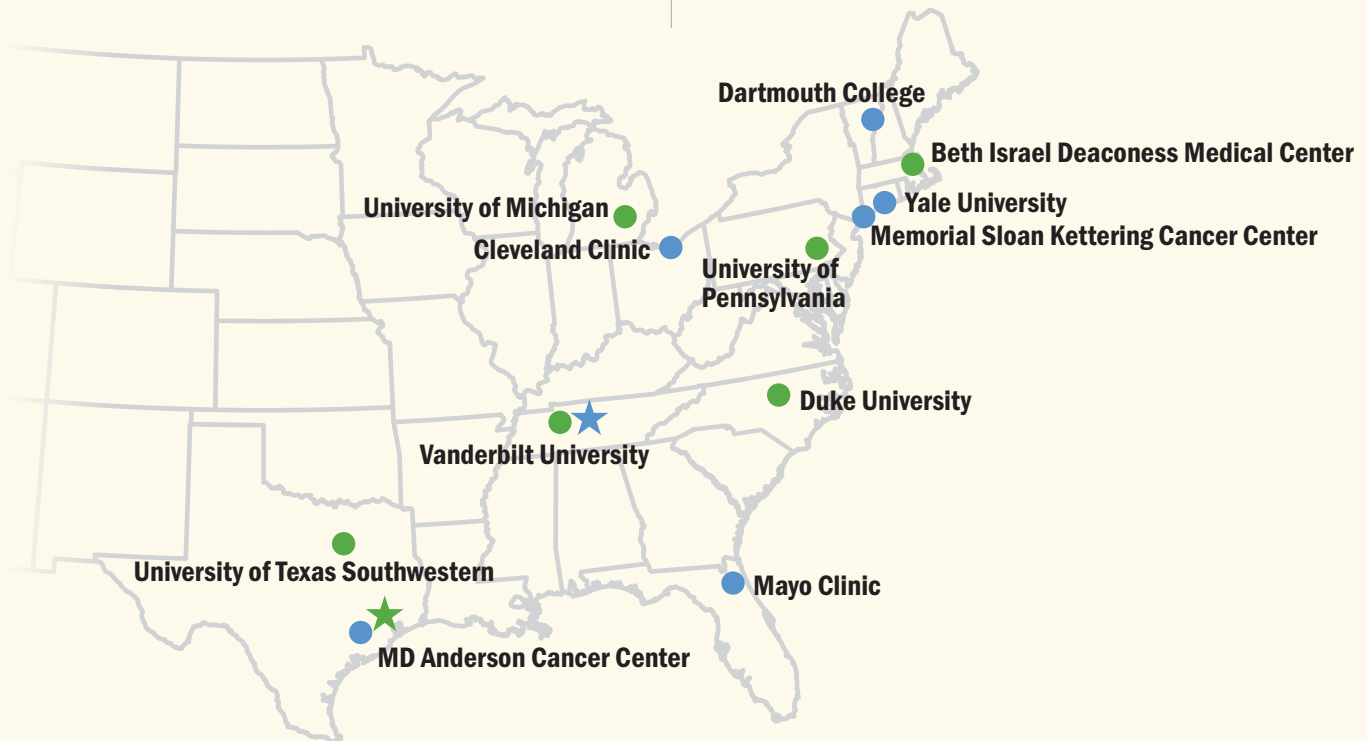 Dartmouth College
Beth Israel Deaconess Medical Center
University of Michigan
Yale University
Cleveland Clinic
Memorial Sloan Kettering Cancer Center
University of
Pennsylvania
Duke University
Vanderbilt University
University of Texas Southwestern
Mayo Clinic
MD Anderson Cancer Center